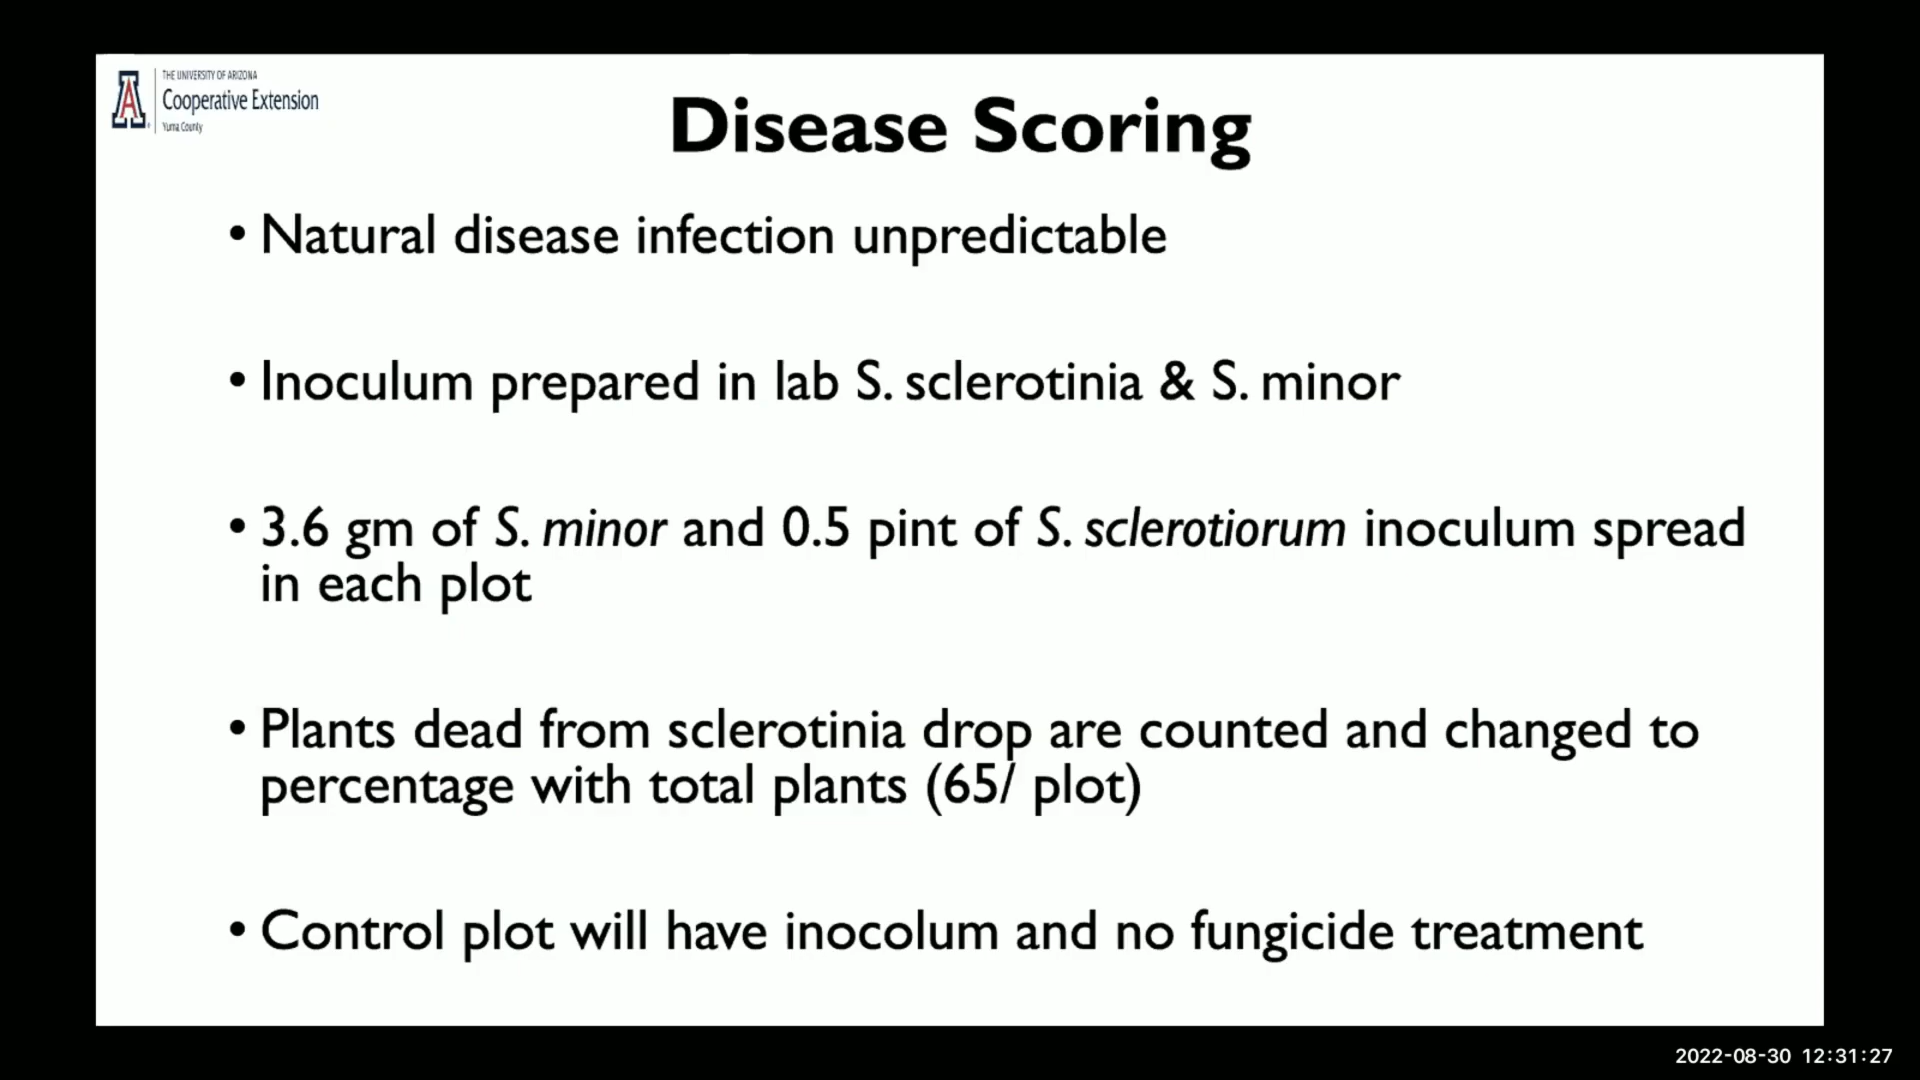 THE UNIVERSITY OF ARIZONA
Cooperative Extension
Yuma County
Disease Scoring
• Natural disease infection unpredictable
• Inoculum prepared in lab S. sclerotinia & S. minor
• 3.6 gm of S. minor and 0.5 pint of S. sclerotiorum inoculum spread
in each plot
• Plants dead from sclerotinia drop are counted and changed to
percentage with total plants (65/ plot)
• Control plot will have inocolum and no fungicide treatment
2022-08-30 12:31:27